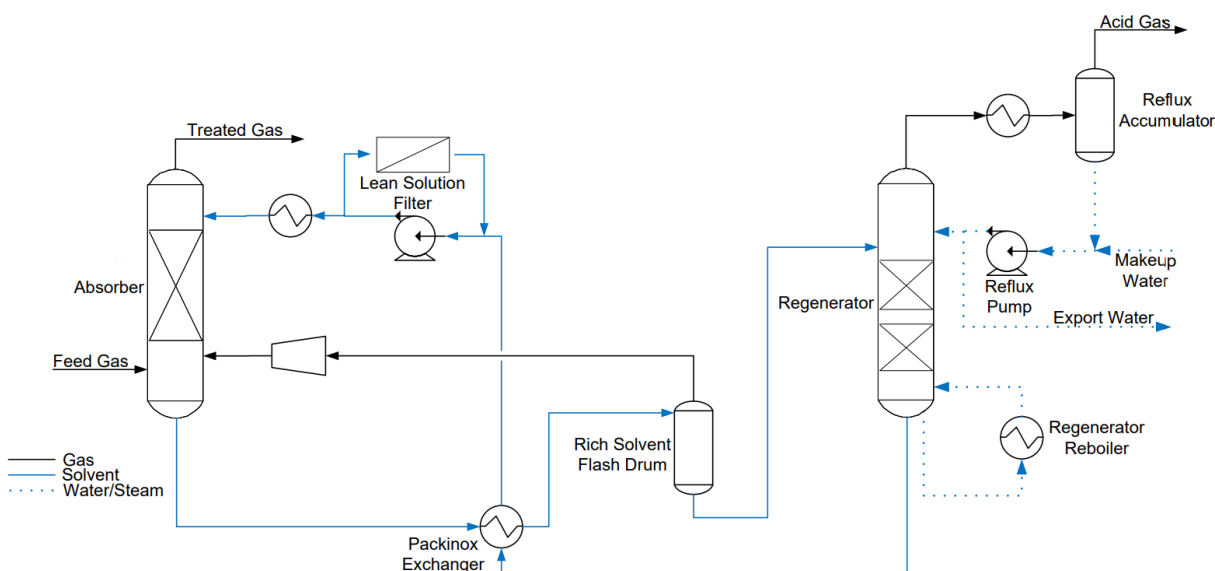 Acid Gas
Reflux
Accumulator
Treated Gas
Lean Solution
Filter
Absorber
Makeup
Water
Reflux
Pump
Regenerator
Export Water
Feed Gas
Rich Solvent
Flash Drum
Regenerator
Reboiler
Gas
Solvent
Water/Steam
Packinox
Exchanger